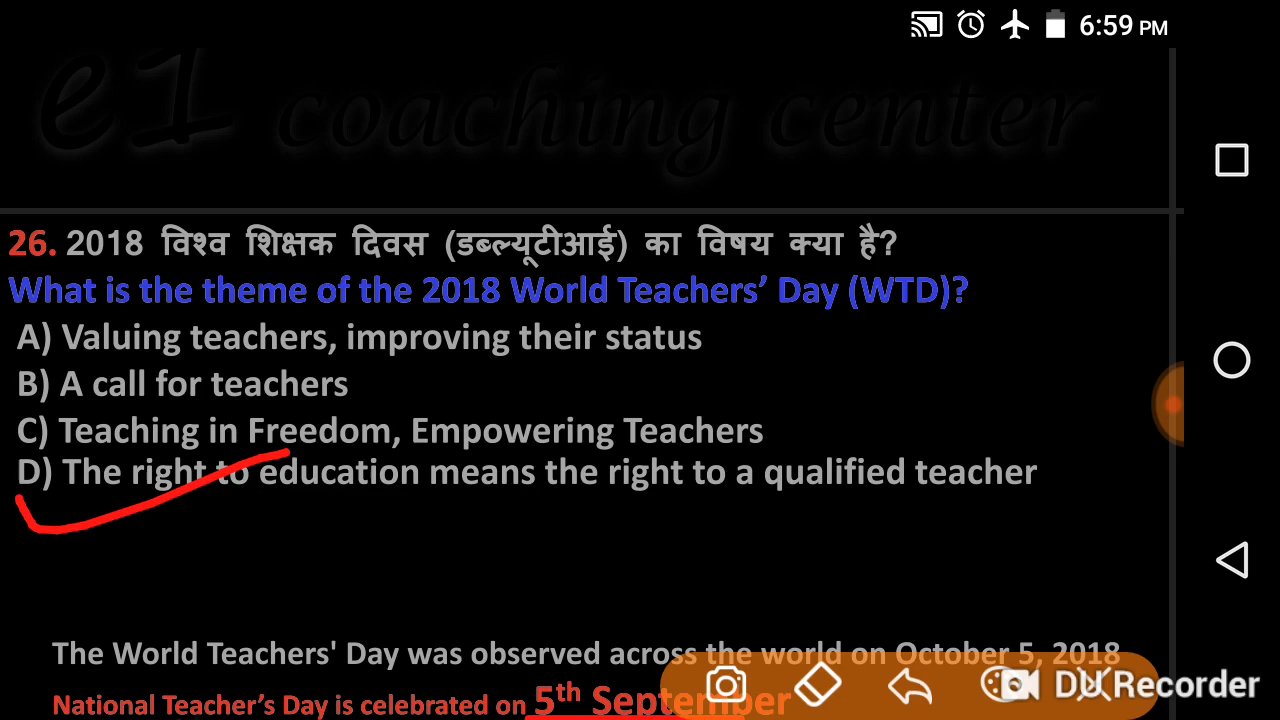 6:59 PM
e1 coaching center
26. 2018 विश्व शिक्षक दिवस (डब्ल्यूटीआई) का विषय क्या है?
What is the theme of the 2018 World Teachers’ Day (WTD)?
A) Valuing teachers, improving their status
B) A call for teachers
C) Teaching in Freedom, Empowering Teachers
D) The right to education means the right to a qualified teacher
The World Teachers' Day was observed across the world on October 5, 2018
National Teacher’s Day is celebrated on 5th September
DU Recorder